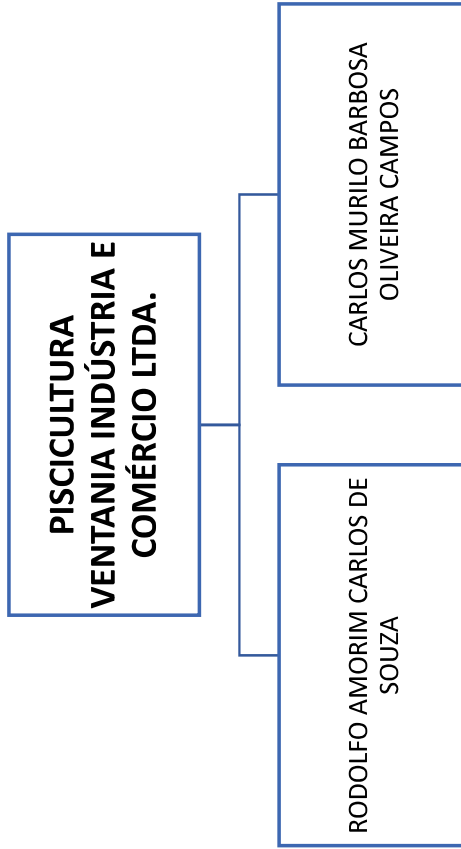 PISCICULTURA
VENTANIA INDÚSTRIA E
COMÉRCIO LTDA.
RODOLFO AMORIM CARLOS DE
SOUZA
CARLOS MURILO BARBOSA
OLIVEIRA CAMPOS